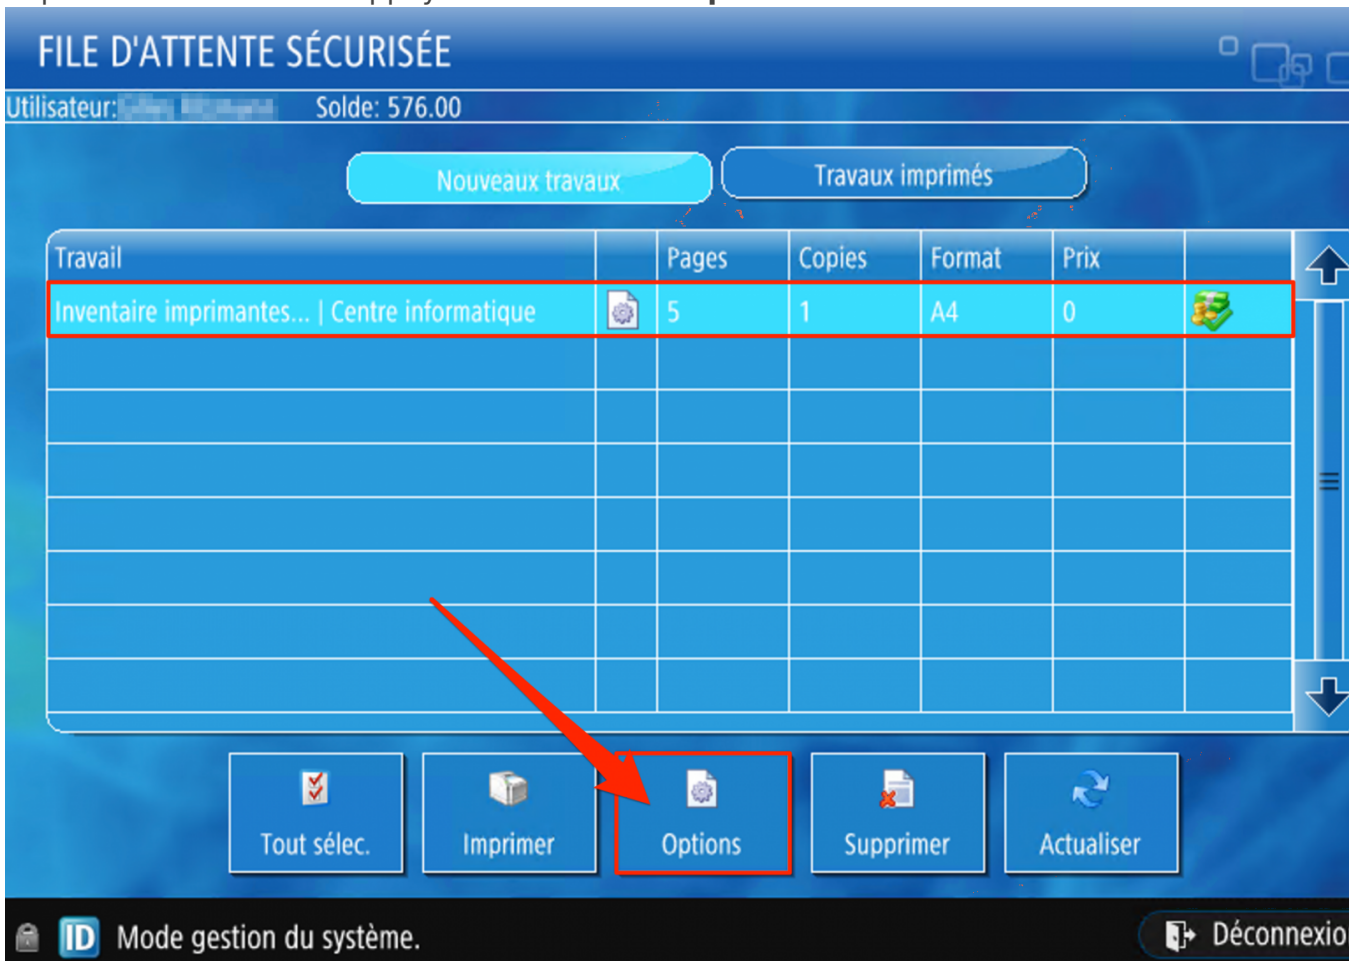 FILE D'ATTENTE SÉCURISÉE
Utilisateur: Solde: 576.00
Nouveaux travaux Travaux imprimés
Travail Pages Copies Format Prix
Inventaire imprimantes... | Centre informatique 5 1 A4 0
Tout sélec. Imprimer Options Supprimer Actualiser
ID Mode gestion du système. Déconnexio